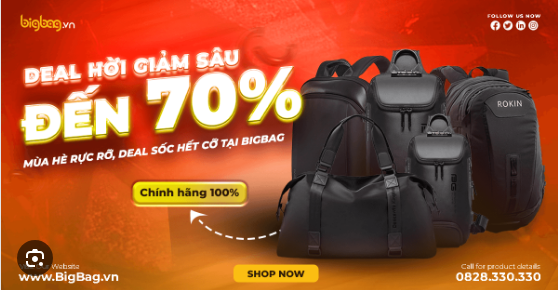 bigbag.vn
FOLLOW US NOW
DEAL HỜI GIẢM SÂU
ĐẾN 70%
MÙA HÈ RỰC RỠ, DEAL SỐC HẾT CỠ TẠI BIGBAG
Chính hãng 100%
ROKIN
SHOP NOW
Website
www.BigBag.vn
Call for product details
0828.330.330